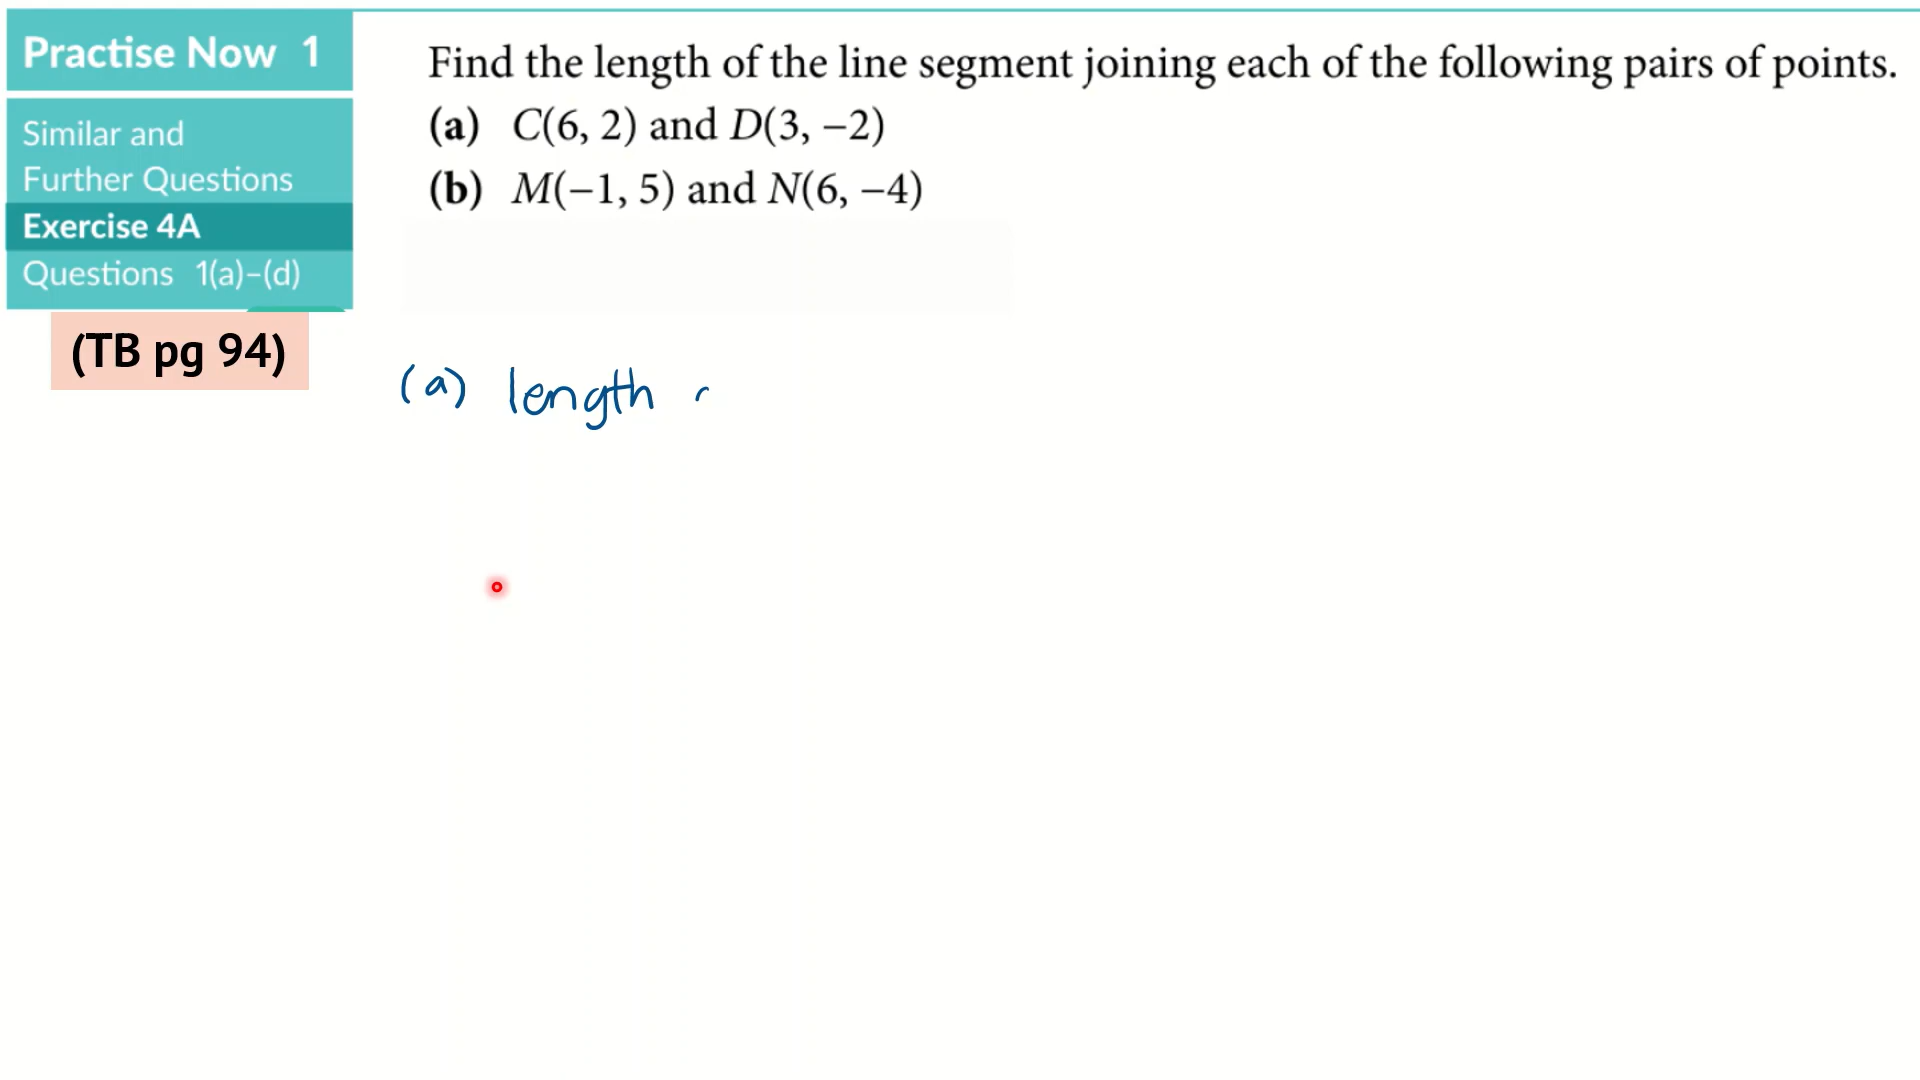 Practise Now 1
Similar and
Further Questions
Exercise 4A
Questions 1(a)–(d)
(TB pg 94)
Find the length of the line segment joining each of the following pairs of points.
(a) C(6, 2) and D(3, −2)
(b) M(−1, 5) and N(6, −4)
(a) length